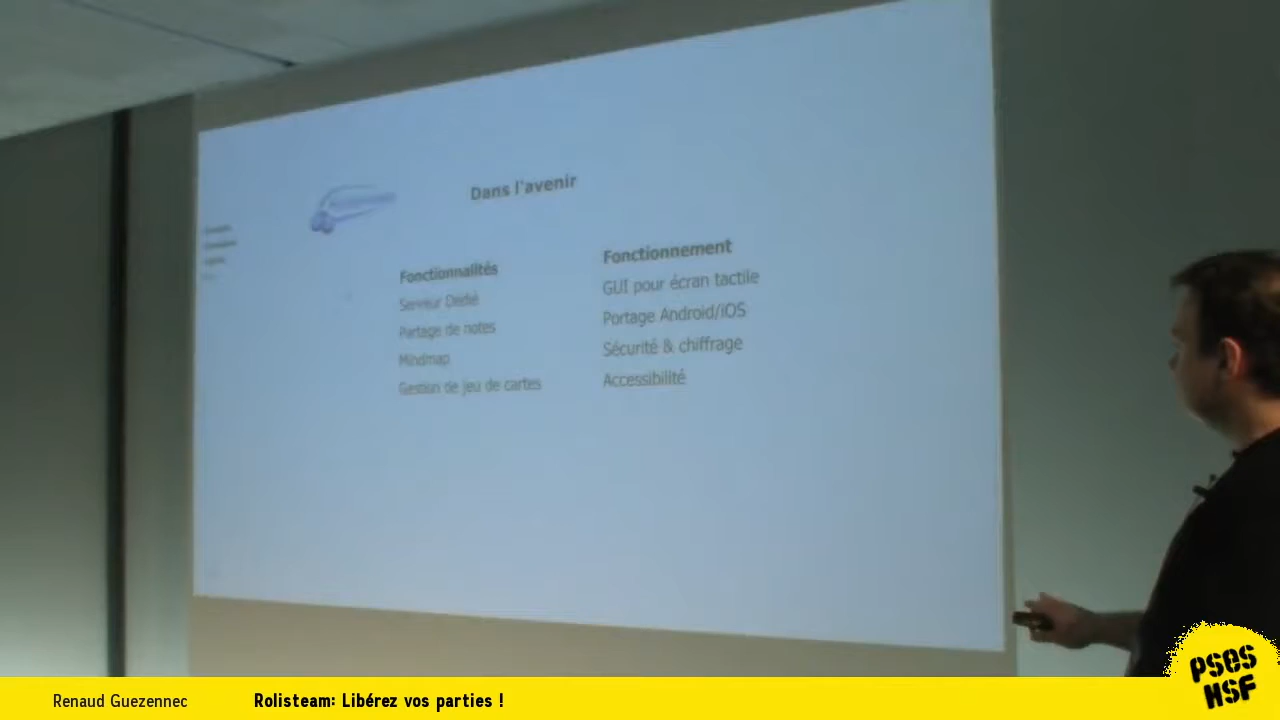 Dans l'avenir
Fonctionnalités
Serveur Dédié
Partage de notes
Mindmap
Gestion de jeu de cartes
Fonctionnement
GUI pour écran tactile
Portage Android/iOS
Sécurité & chiffrage
Accessibilité
Renaud Guezennec
Rolisteam: Libérez vos parties !
PSES
HSF